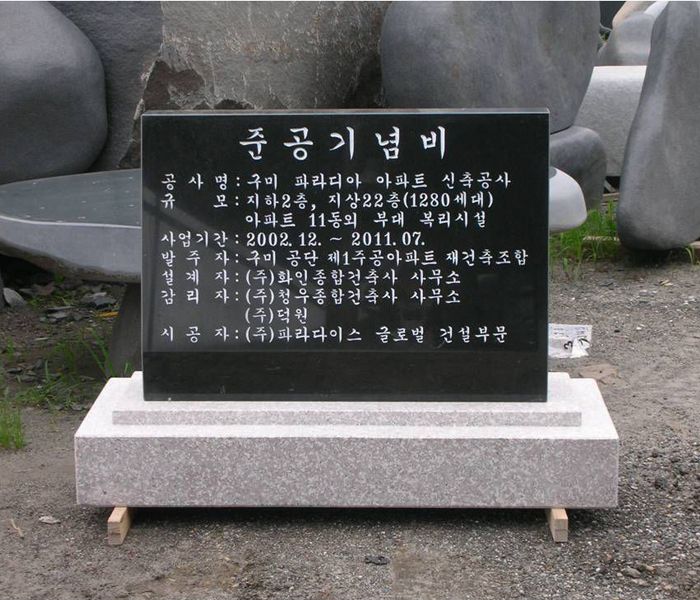 준공기념비
공 사 명 : 구미 파라디아 아파트 신축공사
규 모 : 지하2층, 지상22층(1280세대)
아파트 11동외 부대 복리시설
사업기간 : 2002. 12. ~ 2011. 07.
발 주 자 : 구미 공단 제1주공아파트 재건축조합
설 계 자 : (주)화인종합건축사 사무소
감 리 자 : (주)청우종합건축사 사무소
(주)덕원
시 공 자 : (주)파라다이스 글로벌 건설부문